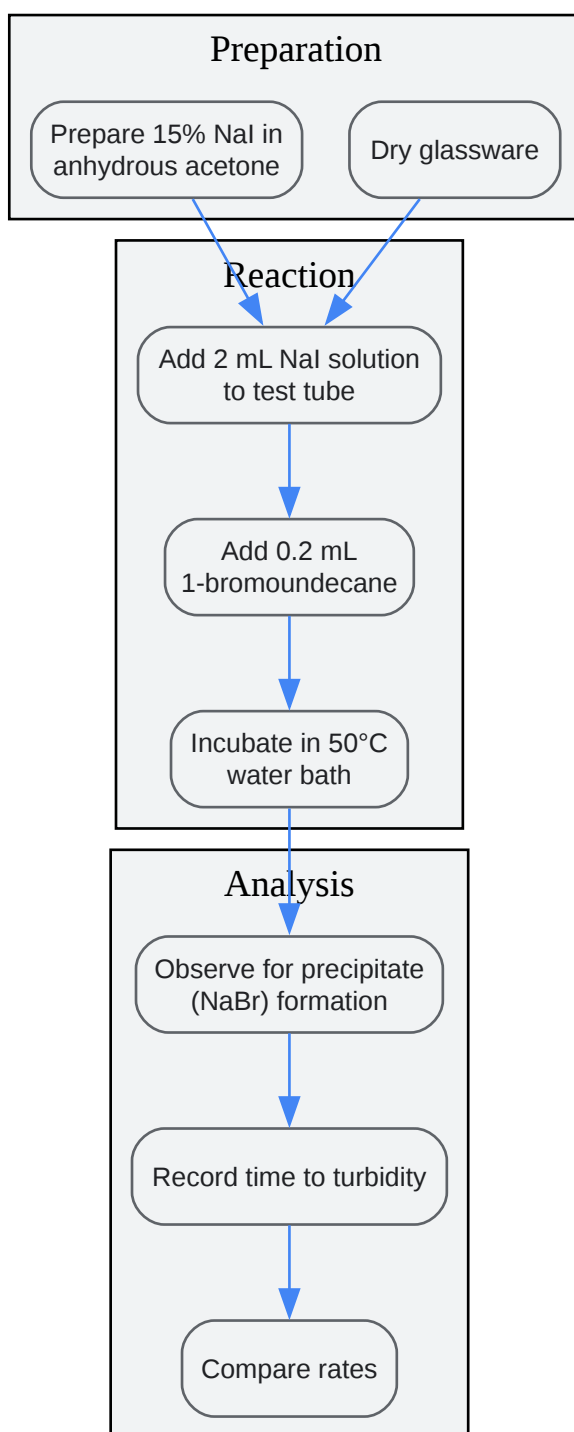 Preparation
Prepare 15% NaI in
anhydrous acetone
Dry glassware
Reaction
Add 2 mL NaI solution
to test tube
Add 0.2 mL
1-bromoundecane
Incubate in 50°C
water bath
Analysis
Observe for precipitate
(NaBr) formation
Record time to turbidity
Compare rates